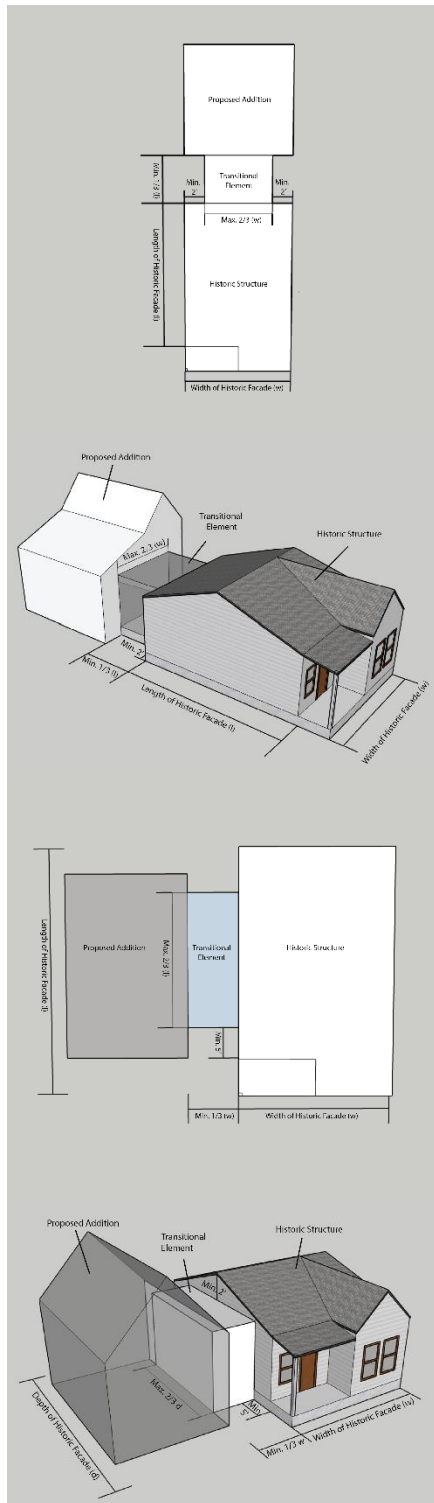 Proposed Addition
Min. 1/3 (l)
Min.
2'
Transitional
Element
Min.
2'
Max. 2/3 (w)
Length of Historic Facade (l)
Historic Structure
Width of Historic Facade (w)
Proposed Addition
Transitional
Element
Max. 2/3 (w)
Historic Structure
Min. 2'
Min. 1/3 (l)
Length of Historic Facade (l)
Width of Historic Facade (w)
Length of Historic Facade (l)
Proposed Addition
Max. 2/3 (l)
Transitional
Element
Historic Structure
Min. 5'
Min. 1/3 (w)
Width of Historic Facade (w)
Proposed Addition
Transitional
Element
Historic Structure
Min. 2'
Max. 2/3 d
Min.
5'
Depth of Historic Facade (d)
Min. 1/3 w
Width of Historic Facade (w)